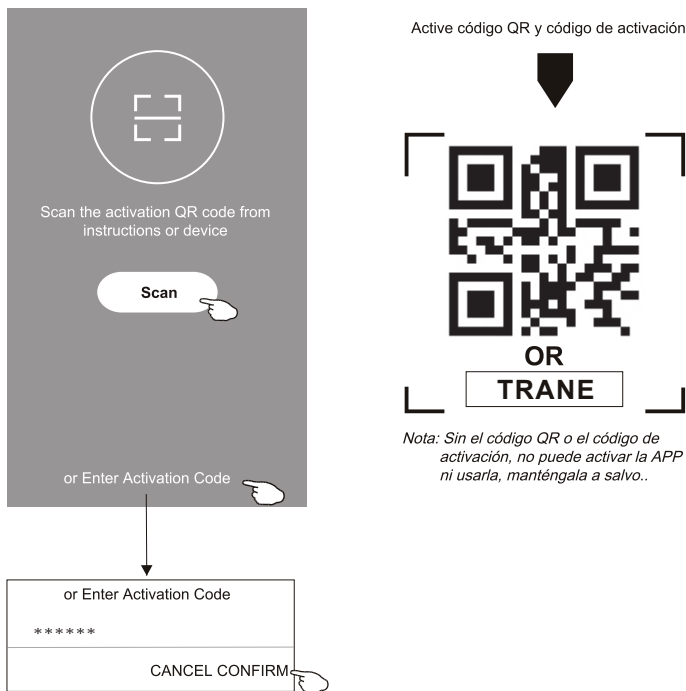 Scan the activation QR code from
instructions or device
Scan
or Enter Activation Code
or Enter Activation Code
******
CANCEL CONFIRM
Active código QR y código de activación
OR
TRANE
Nota: Sin el código QR o el código de
activación, no puede activar la APP
ni usarla, manténgala a salvo..